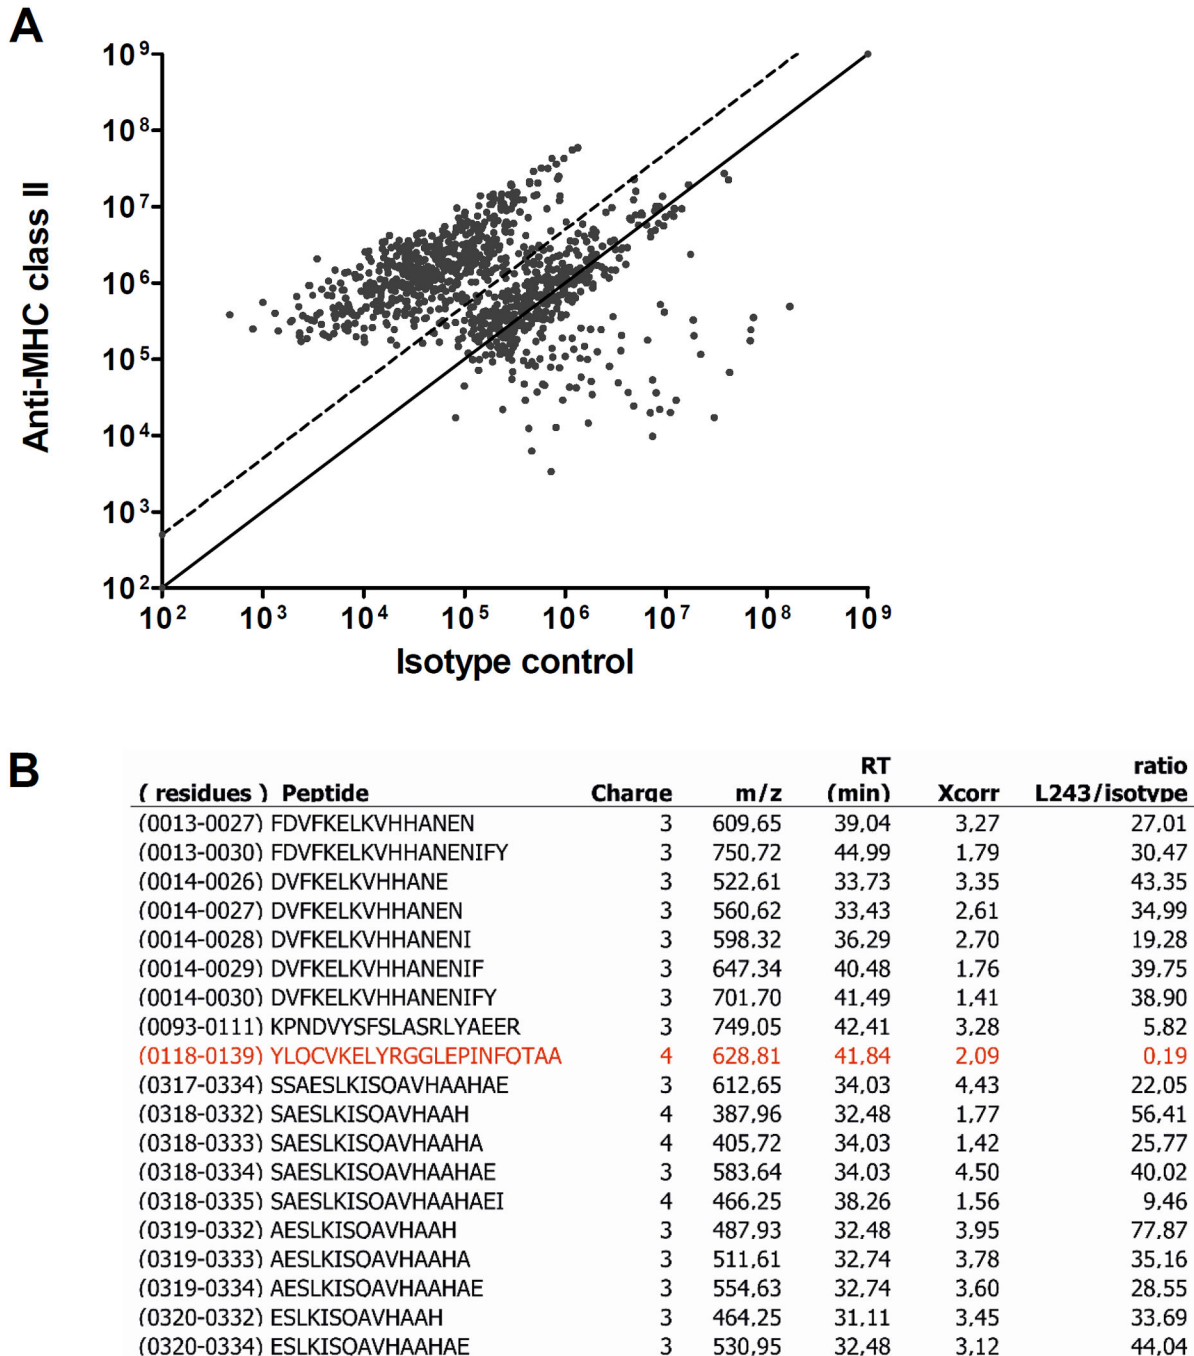 A
10⁹
10⁸
10⁷
10⁶
10⁵
10⁴
10³
10²
Anti-MHC class II
10² 10³ 10⁴ 10⁵ 10⁶ 10⁷ 10⁸ 10⁹
Isotype control
B
RT ratio
( residues ) Peptide Charge m/z (min) Xcorr L243/isotype
(0013-0027) FDVFKELKVHHANEN 3 609,65 39,04 3,27 27,01
(0013-0030) FDVFKELKVHHANENIFY 3 750,72 44,99 1,79 30,47
(0014-0026) DVFKELKVHHANE 3 522,61 33,73 3,35 43,35
(0014-0027) DVFKELKVHHANEN 3 560,62 33,43 2,61 34,99
(0014-0028) DVFKELKVHHANENI 3 598,32 36,29 2,70 19,28
(0014-0029) DVFKELKVHHANENIF 3 647,34 40,48 1,76 39,75
(0014-0030) DVFKELKVHHANENIFY 3 701,70 41,49 1,41 38,90
(0093-0111) KPNDVYSFSLASRLYAEER 3 749,05 42,41 3,28 5,82
(0118-0139) YLQCVKELYRGGLEPINFQTAA 4 628,81 41,84 2,09 0,19
(0317-0334) SSAESLKISQAVHAAHAE 3 612,65 34,03 4,43 22,05
(0318-0332) SAESLKISQAVHAAH 4 387,96 32,48 1,77 56,41
(0318-0333) SAESLKISQAVHAAHA 4 405,72 34,03 1,42 25,77
(0318-0334) SAESLKISQAVHAAHAE 3 583,64 34,03 4,50 40,02
(0318-0335) SAESLKISQAVHAAHAEI 4 466,25 38,26 1,56 9,46
(0319-0332) AESLKISQAVHAAH 3 487,93 32,48 3,95 77,87
(0319-0333) AESLKISQAVHAAHA 3 511,61 32,74 3,78 35,16
(0319-0334) AESLKISQAVHAAHAE 3 554,63 32,74 3,60 28,55
(0320-0332) ESLKISQAVHAAH 3 464,25 31,11 3,45 33,69
(0320-0334) ESLKISQAVHAAHAE 3 530,95 32,48 3,12 44,04